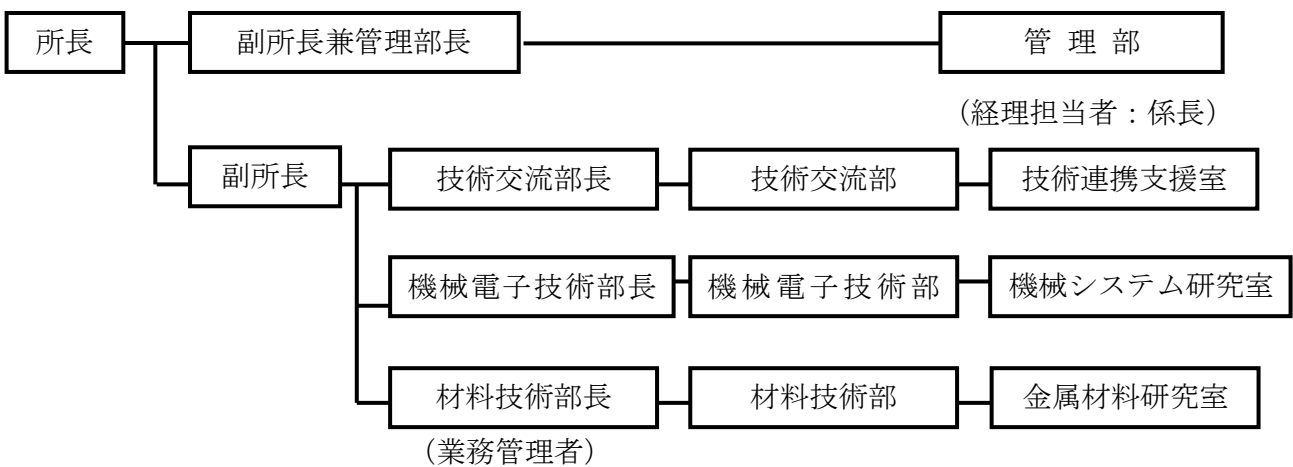 所長 副所長兼管理部長 管 理 部
（経理担当者：係長）
副所長 技術交流部長 技術交流部 技術連携支援室
機械電子技術部長 機械電子技術部 機械システム研究室
材料技術部長 材料技術部 金属材料研究室
（業務管理者）